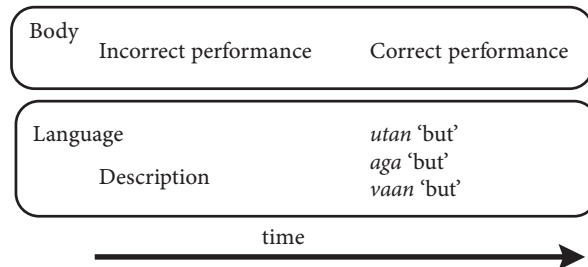 Body
Incorrect performance Correct performance
Language utan ‘but’
aga ‘but’
Description vaan ‘but’
time